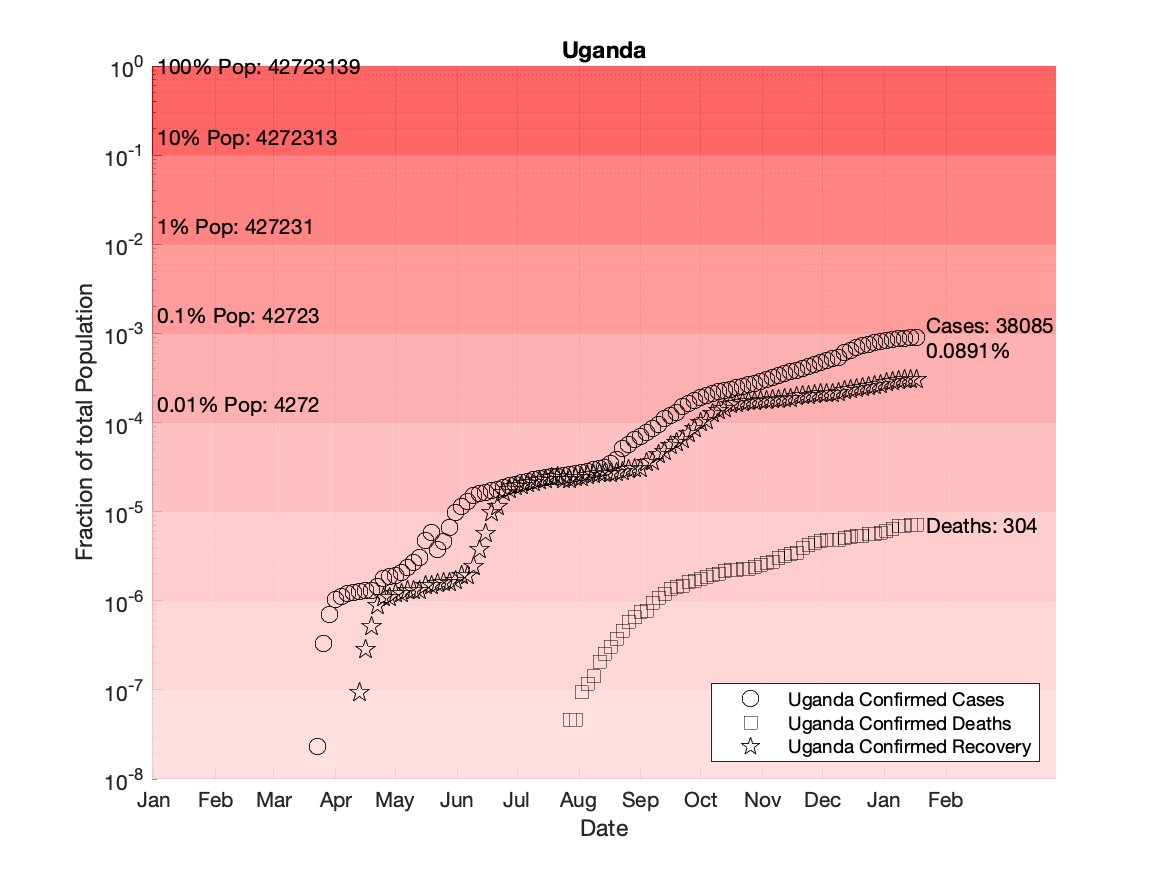 Uganda
10^0
100% Pop: 42723139
10% Pop: 4272313
10^-1
1% Pop: 427231
10^-2
0.1% Pop: 42723
10^-3
Cases: 38085
0.0891%
0.01% Pop: 4272
10^-4
10^-5
Deaths: 304
10^-6
10^-7
10^-8
Fraction of total Population
Uganda Confirmed Cases
Uganda Confirmed Deaths
Uganda Confirmed Recovery
Jan Feb Mar Apr May Jun Jul Aug Sep Oct Nov Dec Jan Feb
Date